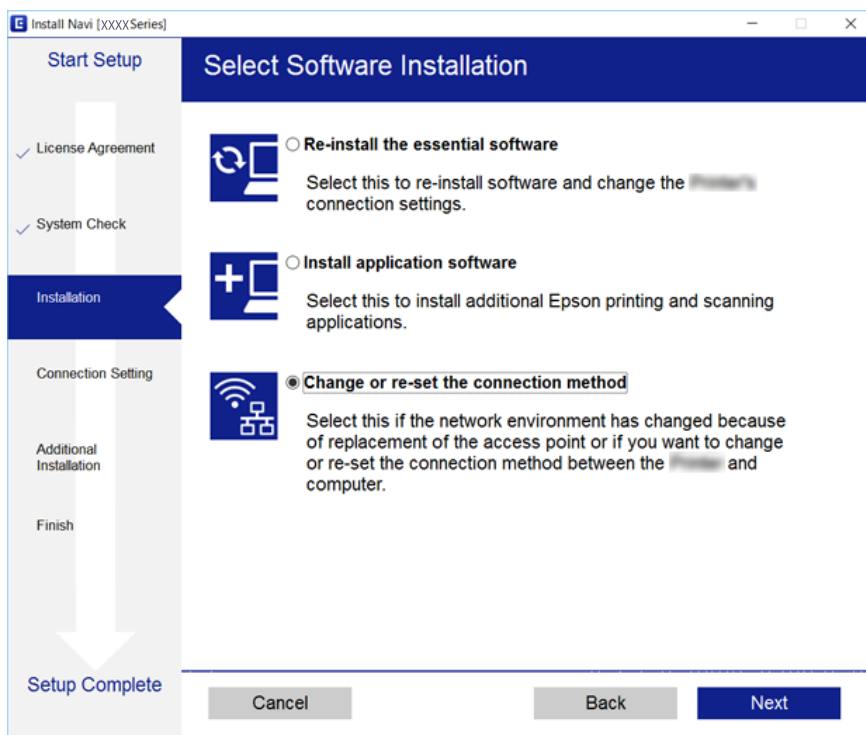 E Install Navi [XXXX Series]
Start Setup
Select Software Installation
License Agreement
System Check
Installation
Connection Setting
Additional
Installation
Finish
Setup Complete
Re-install the essential software
Select this to re-install software and change the
connection settings.
Install application software
Select this to install additional Epson printing and scanning
applications.
Change or re-set the connection method
Select this if the network environment has changed because
of replacement of the access point or if you want to change
or re-set the connection method between the and
computer.
Cancel
Back
Next